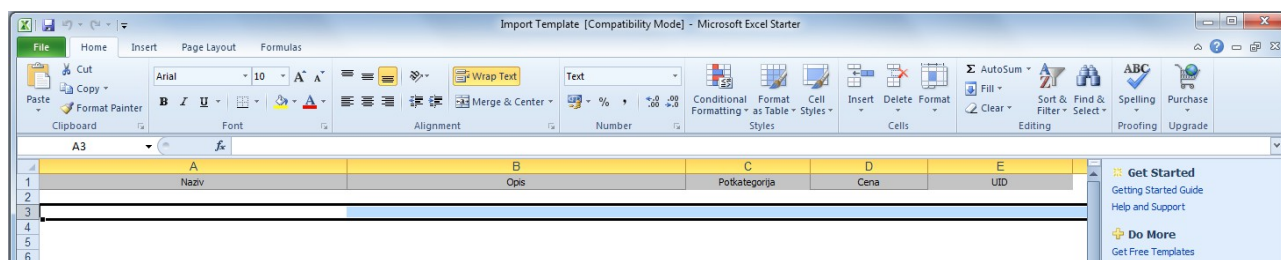 Import Template [Compatibility Mode] - Microsoft Excel Starter
File Home Insert Page Layout Formulas
Paste
Cut
Copy
Format Painter
Clipboard
Arial 10
B I U
Font
Wrap Text
Merge & Center
Alignment
Text
% ,
Number
Conditional Formatting
Format as Table
Cell Styles
Styles
Insert Delete Format
Cells
Σ AutoSum
Fill
Clear
Sort & Filter
Find & Select
Editing
ABC
Spelling
Proofing
Purchase
Upgrade
A3 fx
A B C D E
1 Naziv Opis Potkategorija Cena UID
2
3
4
5
6
Get Started
Getting Started Guide
Help and Support
Do More
Get Free Templates